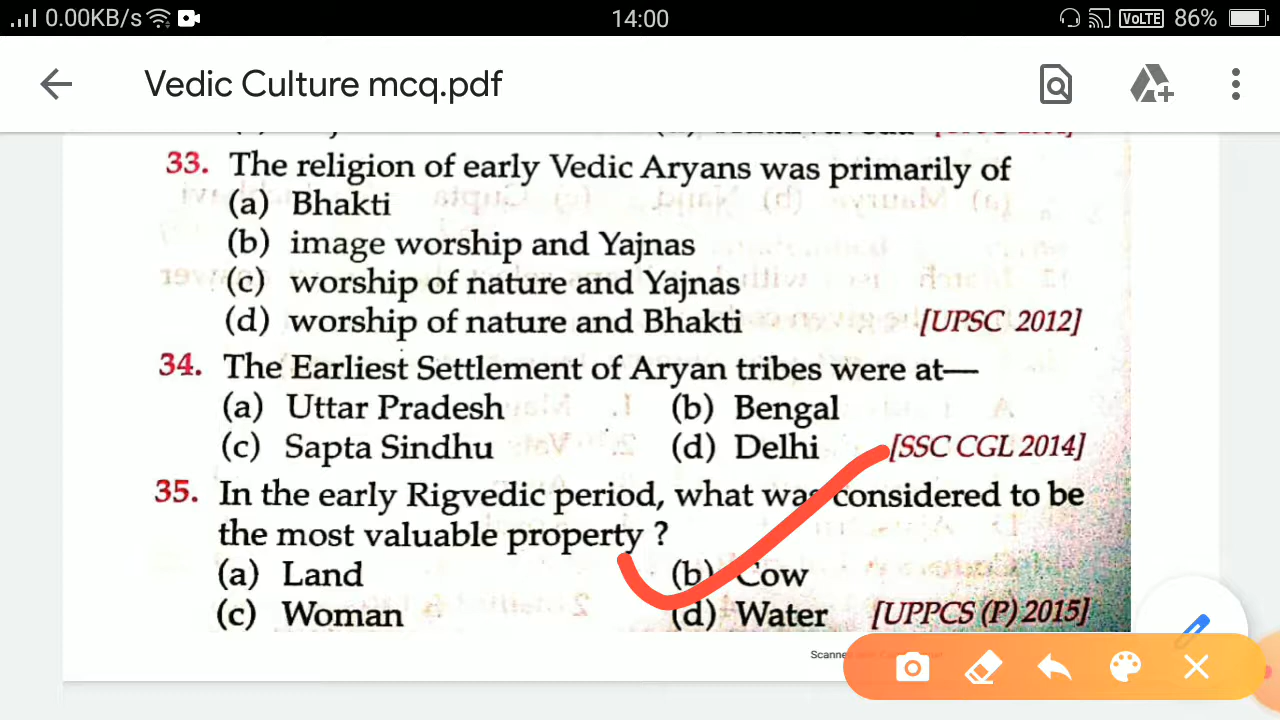 0.00KB/s 14:00 VoLTE 86%
Vedic Culture mcq.pdf
33. The religion of early Vedic Aryans was primarily of
(a) Bhakti
(b) image worship and Yajnas
(c) worship of nature and Yajnas
(d) worship of nature and Bhakti [UPSC 2012]
34. The Earliest Settlement of Aryan tribes were at—
(a) Uttar Pradesh (b) Bengal
(c) Sapta Sindhu (d) Delhi [SSC CGL 2014]
35. In the early Rigvedic period, what was considered to be
the most valuable property ?
(a) Land (b) Cow
(c) Woman (d) Water [UPPCS (P) 2015]